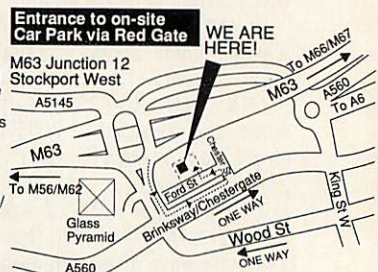 Entrance to on-site
Car Park via Red Gate
WE ARE
HERE!
M63 Junction 12
Stockport West
To M66/M67
M63
A560
To A6
A5145
M63
Chester
To M56/M62
Ford St
King St W
Glass
Pyramid
Brinksway/Chestergate
ONE WAY
Wood St
ONE WAY
A560